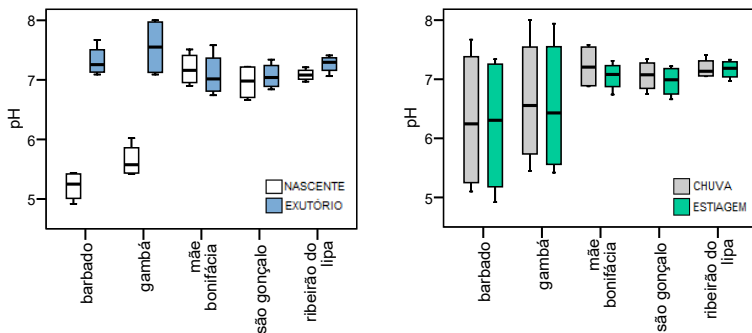 8
7
6
5
pH
NASCENTE
EXUTÓRIO
barbado
gambá
mãe
bonifácia
são gonçalo
ribeirão do
lipa
8
7
6
5
pH
CHUVA
ESTIAGEM
barbado
gambá
mãe
bonifácia
são gonçalo
ribeirão do
lipa